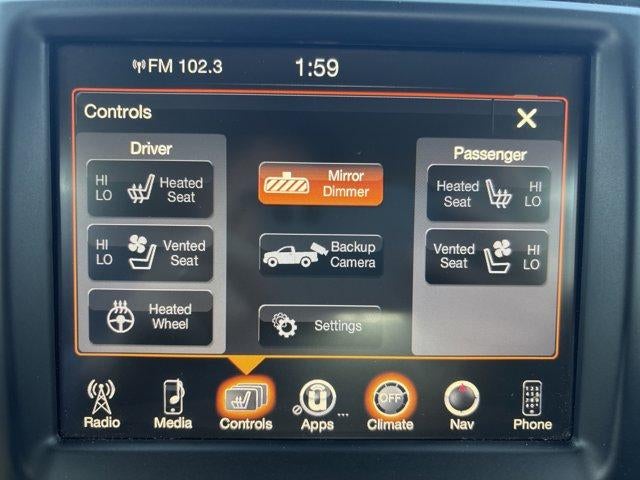 FM 102.3 1:59
Controls X
Driver
HI
LO
Heated
Seat
HI
LO
Vented
Seat
Heated
Wheel
Mirror
Dimmer
Backup
Camera
Settings
Passenger
Heated
Seat
HI
LO
Vented
Seat
HI
LO
Radio Media Controls Apps ... OFF Climate Nav Phone